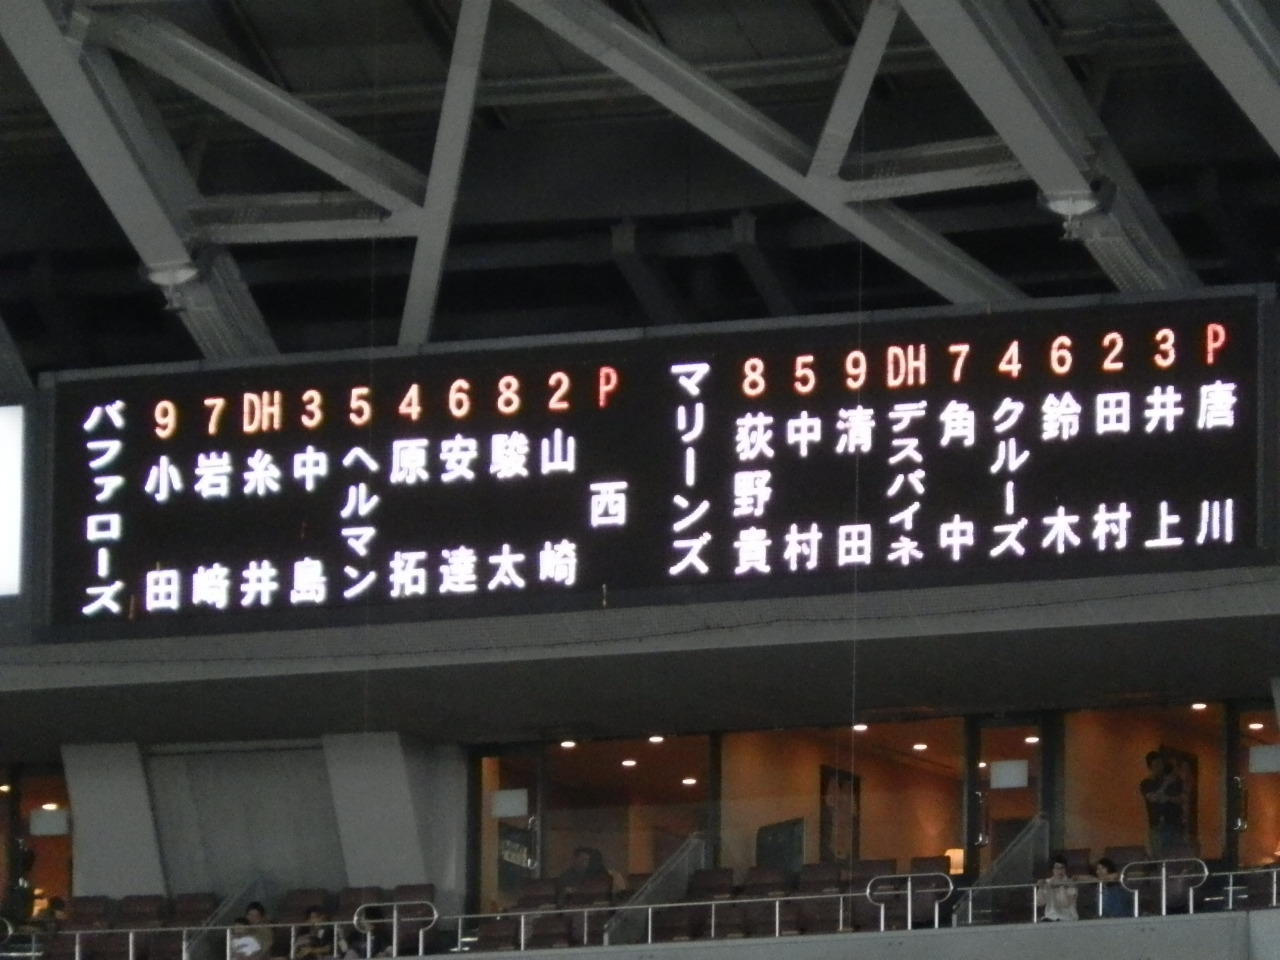 バファローズ
9 小田
7 岩﨑
DH 糸井
3 中島
5 ヘルマン
4 原拓
6 安達
8 駿太
2 山崎
P 西
マリーンズ
8 荻野貴
5 中村
9 清田
DH デスパイネ
7 角中
4 クルーズ
6 鈴木
2 田村
3 井上
P 唐川